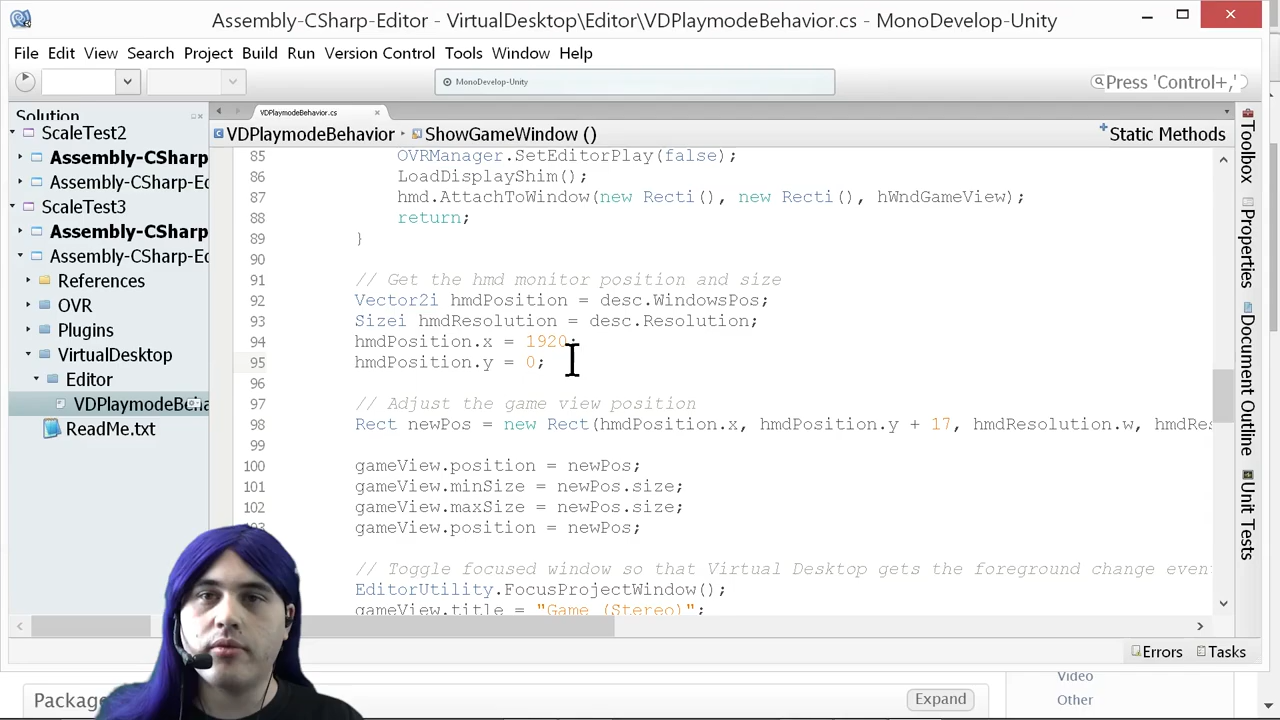 Assembly-CSharp-Editor - VirtualDesktop\Editor\VDPlaymodeBehavior.cs - MonoDevelop-Unity
File Edit View Search Project Build Run Version Control Tools Window Help
MonoDevelop-Unity
Press 'Control+,'
Solution
VDPlaymodeBehavior.cs
ScaleTest2
Assembly-CSharp
Assembly-CSharp-Edi
ScaleTest3
Assembly-CSharp
Assembly-CSharp-Edi
References
OVR
Plugins
VirtualDesktop
Editor
VDPlaymodeBeha
ReadMe.txt
VDPlaymodeBehavior ShowGameWindow () Static Methods
85 OVRManager.SetEditorPlay(false);
86 LoadDisplayShim();
87 hmd.AttachToWindow(new Recti(), new Recti(), hWndGameView);
88 return;
89 }
90
91 // Get the hmd monitor position and size
92 Vector2i hmdPosition = desc.WindowsPos;
93 Sizei hmdResolution = desc.Resolution;
94 hmdPosition.x = 1920;
95 hmdPosition.y = 0;
96
97 // Adjust the game view position
98 Rect newPos = new Rect(hmdPosition.x, hmdPosition.y + 17, hmdResolution.w, hmdRes
99
100 gameView.position = newPos;
101 gameView.minSize = newPos.size;
102 gameView.maxSize = newPos.size;
103 gameView.position = newPos;
// Toggle focused window so that Virtual Desktop gets the foreground change even
EditorUtility.FocusProjectWindow();
gameView.title = "Game (Stereo)";
Toolbox
Properties
Document Outline
Unit Tests
Errors Tasks
Package
Expand
Video
Other